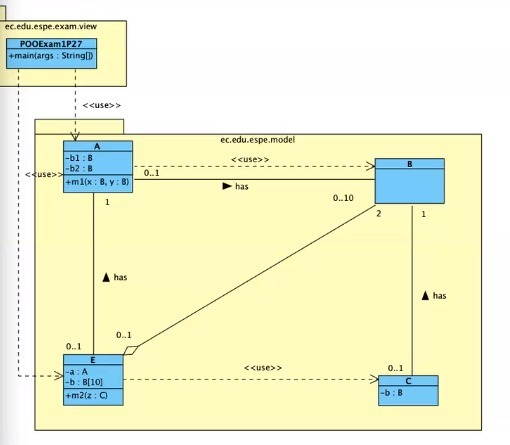 ec.edu.espe.exam.view
POOExam1P27
+main(args : String[])
<<use>>
ec.edu.espe.model
A
-b1 : B
-b2 : B
+m1(x : B, y : B)
<<use>>
<<use>>
B
0..1
has
0..10
2
1
1
has
has
0..1
0..1
E
-a : A
-b : B[10]
+m2(z : C)
<<use>>
0..1
C
-b : B